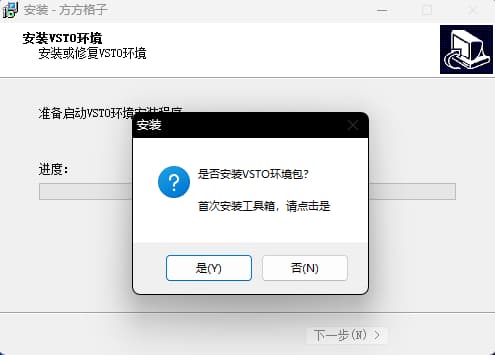 安装 - 方方格子
安装VSTO环境
安装或修复VSTO环境
准备启动VSTO环境安装程序
安装
进度:
是否安装VSTO环境包?
首次安装工具箱，请点击是
是(Y)
否(N)
下一步(N) >